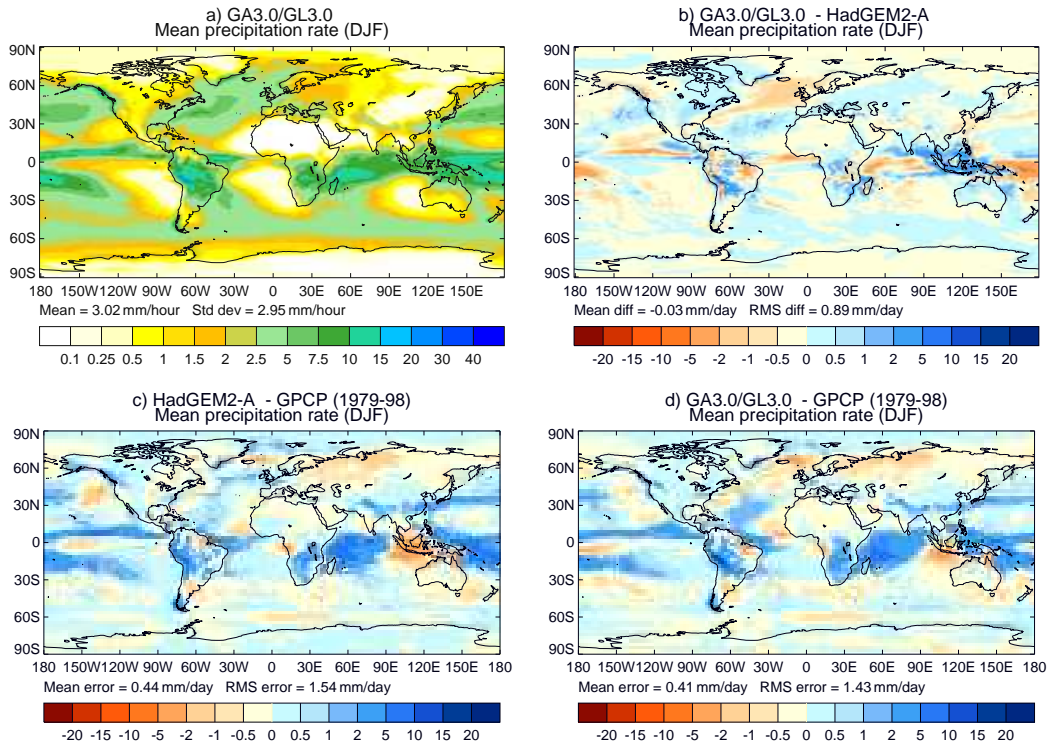 a) GA3.0/GL3.0
Mean precipitation rate (DJF)
90N
60N
30N
0
30S
60S
90S
180 150W 120W 90W 60W 30W 0 30E 60E 90E 120E 150E
Mean = 3.02 mm/hour Std dev = 2.95 mm/hour
0.1 0.25 0.5 1 1.5 2 2.5 5 7.5 10 15 20 30 40
b) GA3.0/GL3.0 - HadGEM2-A
Mean precipitation rate (DJF)
90N
60N
30N
0
30S
60S
90S
180 150W 120W 90W 60W 30W 0 30E 60E 90E 120E 150E
Mean diff = -0.03 mm/day RMS diff = 0.89 mm/day
-20 -15 -10 -5 -2 -1 -0.5 0 0.5 1 2 5 10 15 20
c) HadGEM2-A - GPCP (1979-98)
Mean precipitation rate (DJF)
90N
60N
30N
0
30S
60S
90S
180 150W 120W 90W 60W 30W 0 30E 60E 90E 120E 150E 180
Mean error = 0.44 mm/day RMS error = 1.54 mm/day
-20 -15 -10 -5 -2 -1 -0.5 0 0.5 1 2 5 10 15 20
d) GA3.0/GL3.0 - GPCP (1979-98)
Mean precipitation rate (DJF)
90N
60N
30N
0
30S
60S
90S
180 150W 120W 90W 60W 30W 0 30E 60E 90E 120E 150E 180
Mean error = 0.41 mm/day RMS error = 1.43 mm/day
-20 -15 -10 -5 -2 -1 -0.5 0 0.5 1 2 5 10 15 20